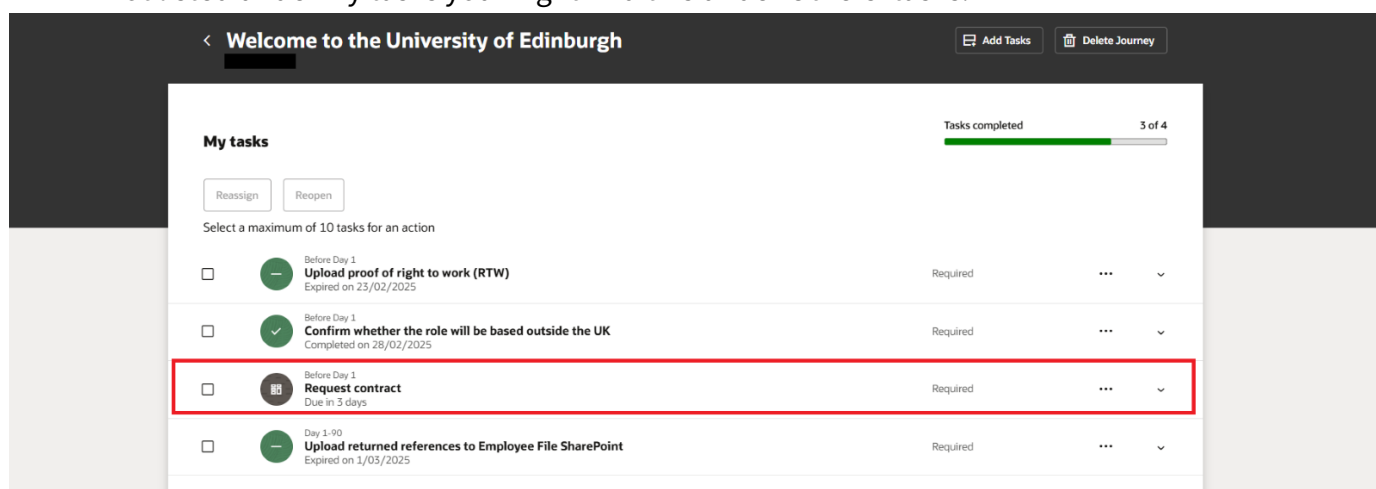 Welcome to the University of Edinburgh
Add Tasks
Delete Journey
My tasks
Tasks completed
3 of 4
Reassign
Reopen
Select a maximum of 10 tasks for an action
Before Day 1
Upload proof of right to work (RTW)
Expired on 23/02/2025
Required
Before Day 1
Confirm whether the role will be based outside the UK
Completed on 28/02/2025
Required
Before Day 1
Request contract
Due in 3 days
Required
Day 1-90
Upload returned references to Employee File SharePoint
Expired on 1/03/2025
Required